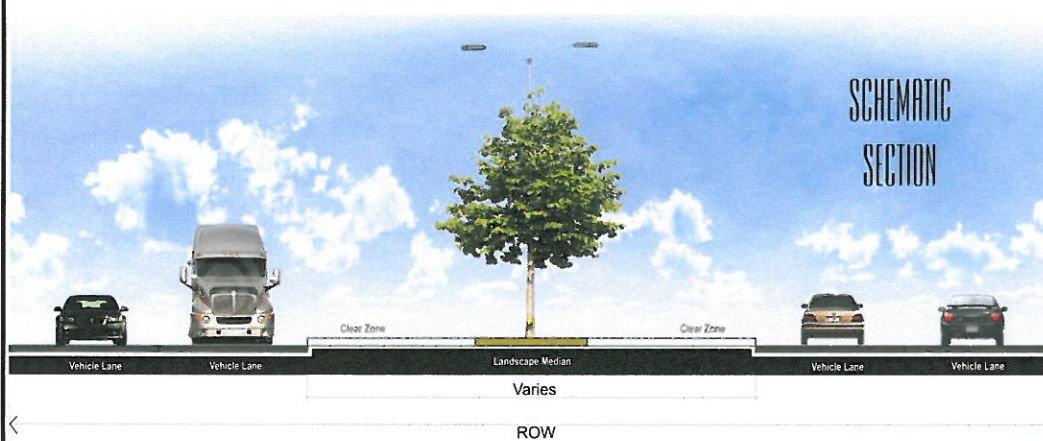 SCHEMATIC
SECTION
Clear Zone
Clear Zone
Vehicle Lane
Vehicle Lane
Landscape Median
Vehicle Lane
Vehicle Lane
Varies
ROW